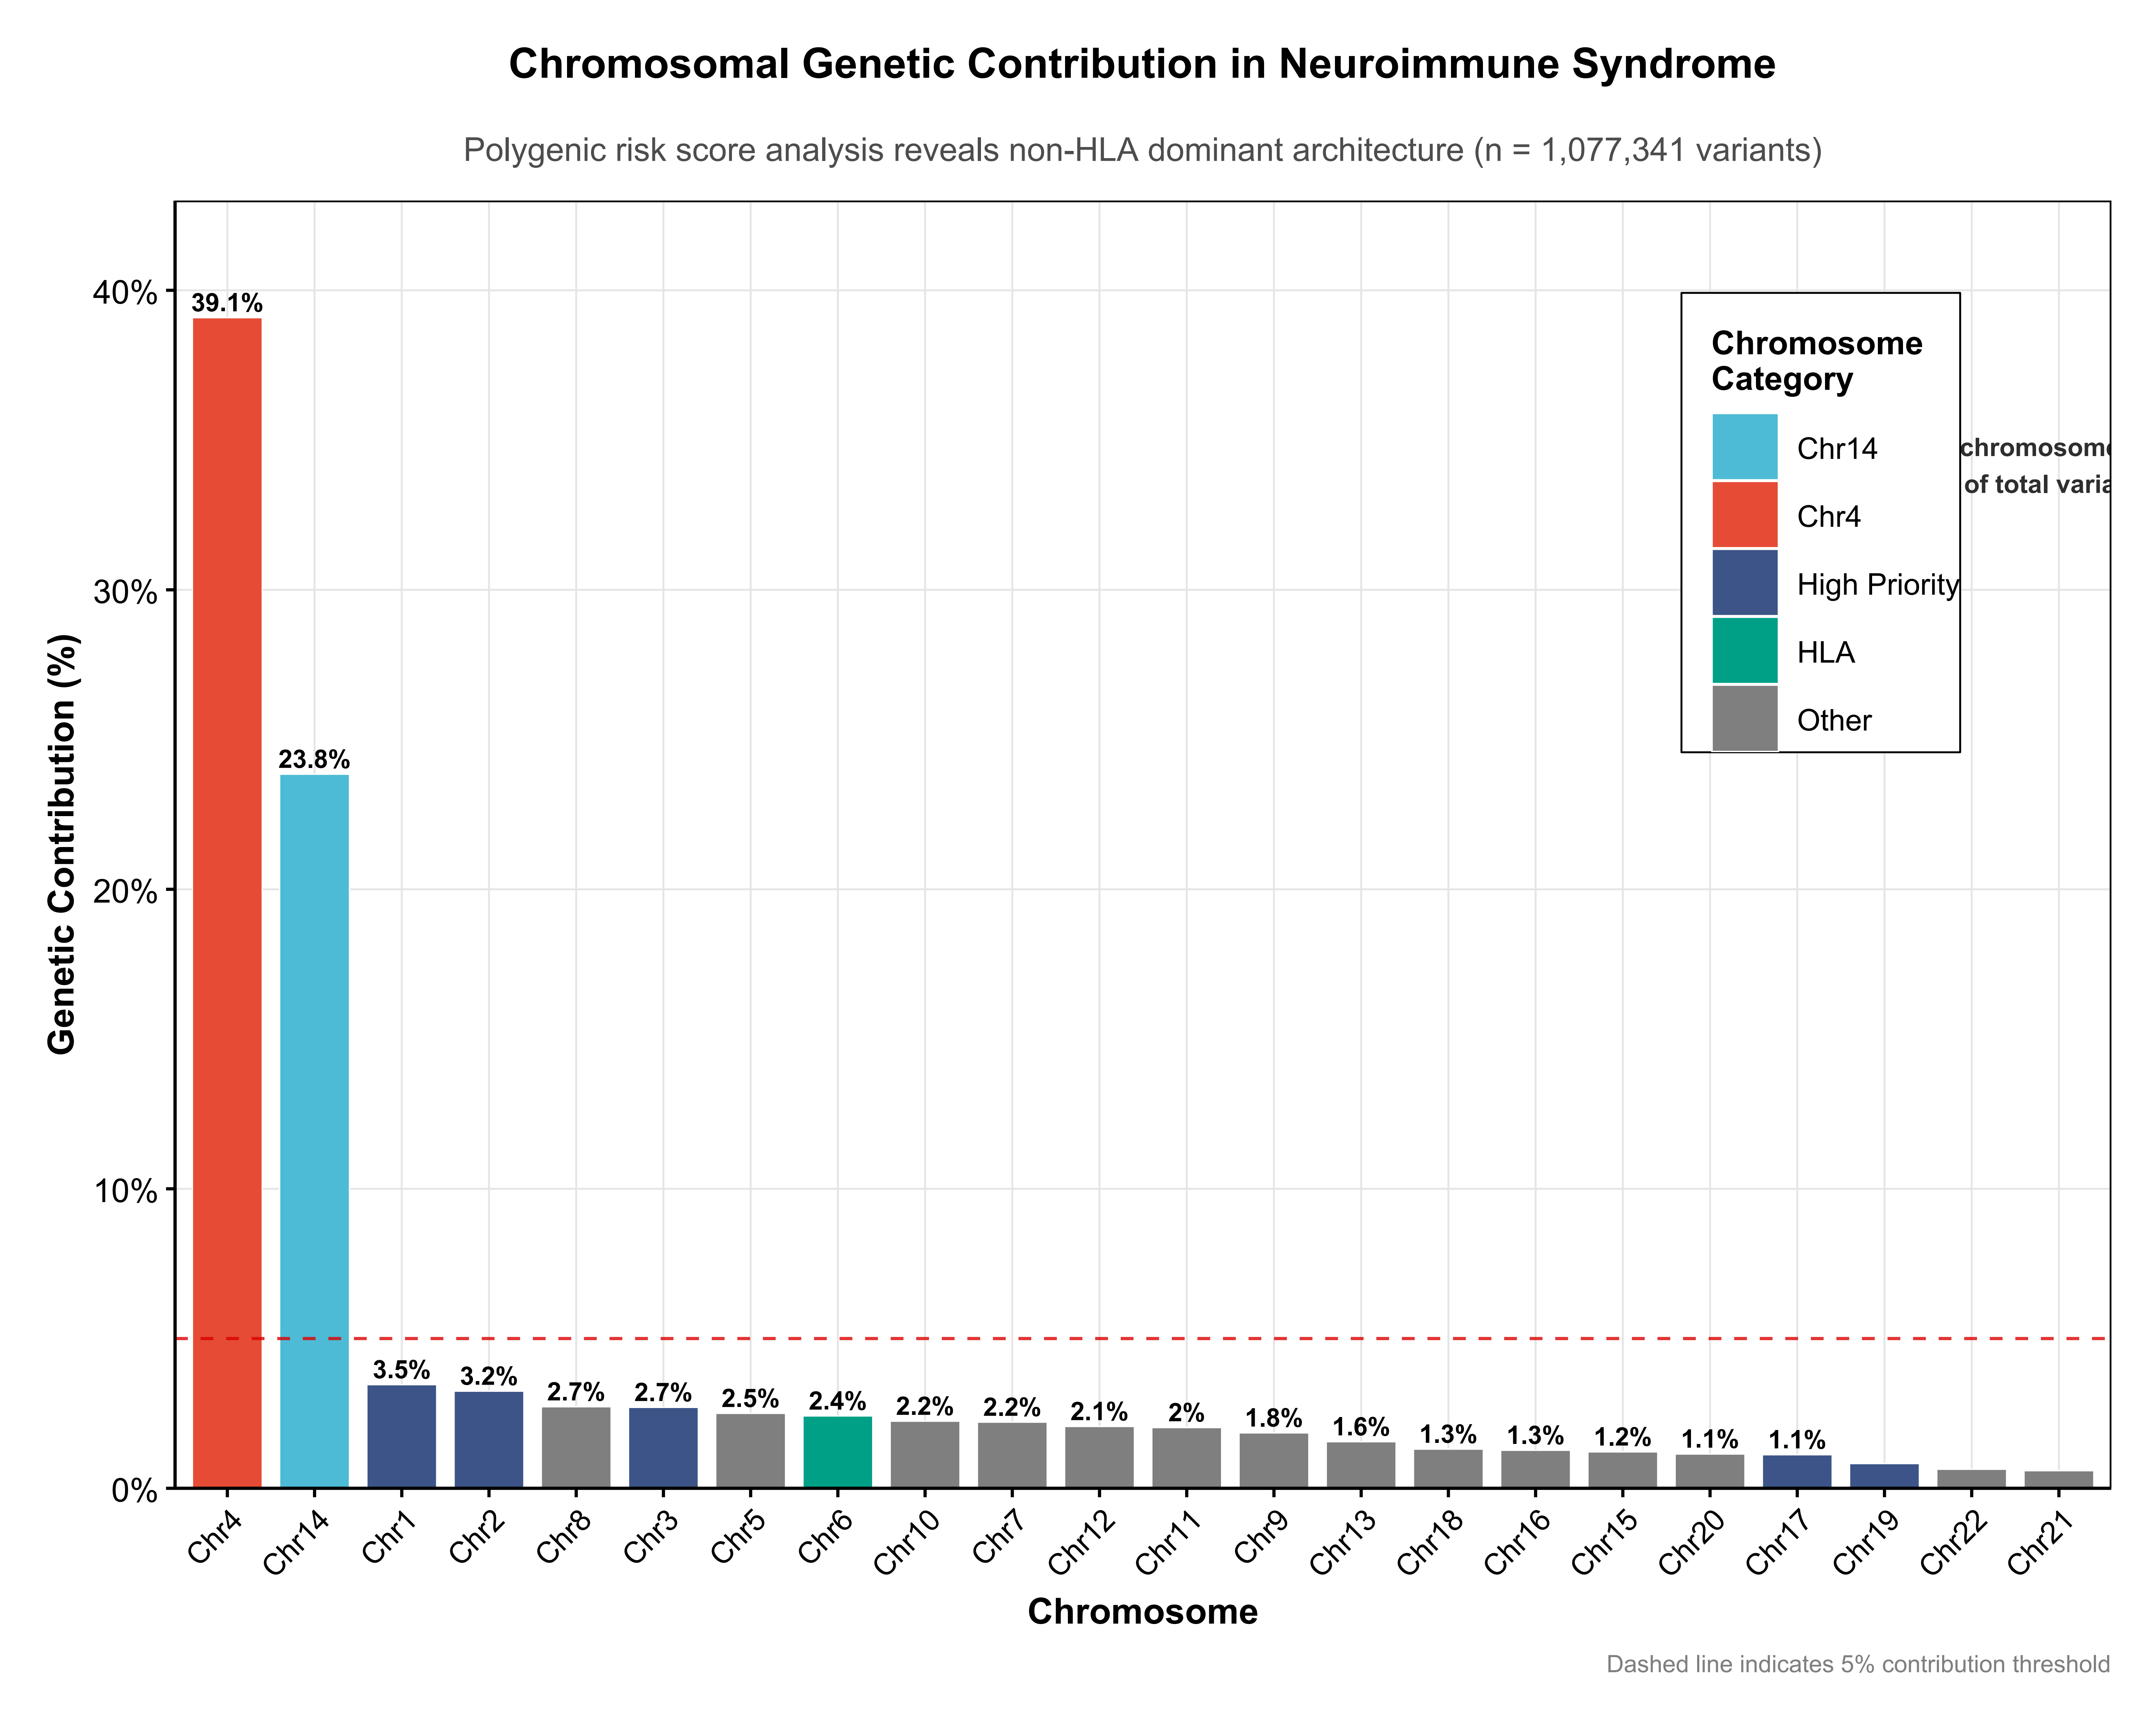 Chromosomal Genetic Contribution in Neuroimmune Syndrome
Polygenic risk score analysis reveals non-HLA dominant architecture (n = 1,077,341 variants)
Genetic Contribution (%)
40%
30%
20%
10%
0%
39.1%
23.8%
3.5%
3.2%
2.7%
2.7%
2.5%
2.4%
2.2%
2.2%
2.1%
2%
1.8%
1.6%
1.3%
1.3%
1.2%
1.1%
1.1%
Chromosome
Category
Chr14
Chr4
High Priority
HLA
Other
of total
Chr4
Chr14
Chr1
Chr2
Chr8
Chr3
Chr5
Chr6
Chr10
Chr7
Chr12
Chr11
Chr9
Chr13
Chr18
Chr16
Chr15
Chr20
Chr17
Chr19
Chr22
Chr21
Chromosome
Dashed line indicates 5% contribution threshold